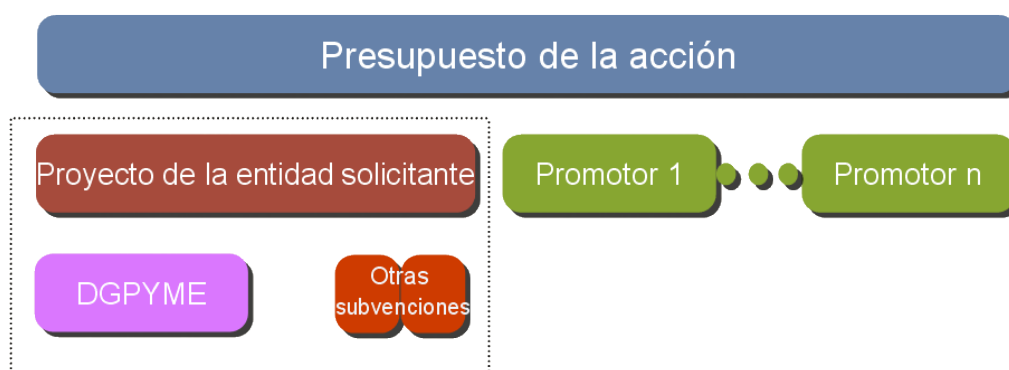 Presupuesto de la acción
Proyecto de la entidad solicitante
Promotor 1
Promotor n
DGPYME
Otras
subvenciones